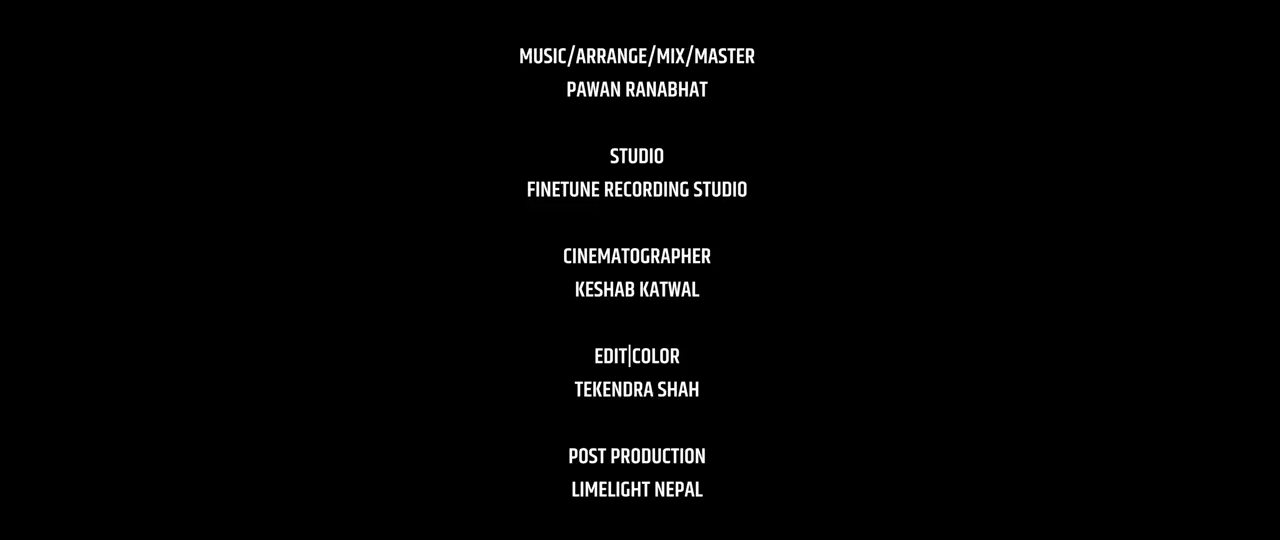 MUSIC/ARRANGE/MIX/MASTER
PAWAN RANABHAT
STUDIO
FINETUNE RECORDING STUDIO
CINEMATOGRAPHER
KESHAB KATWAL
EDIT|COLOR
TEKENDRA SHAH
POST PRODUCTION
LIMELIGHT NEPAL